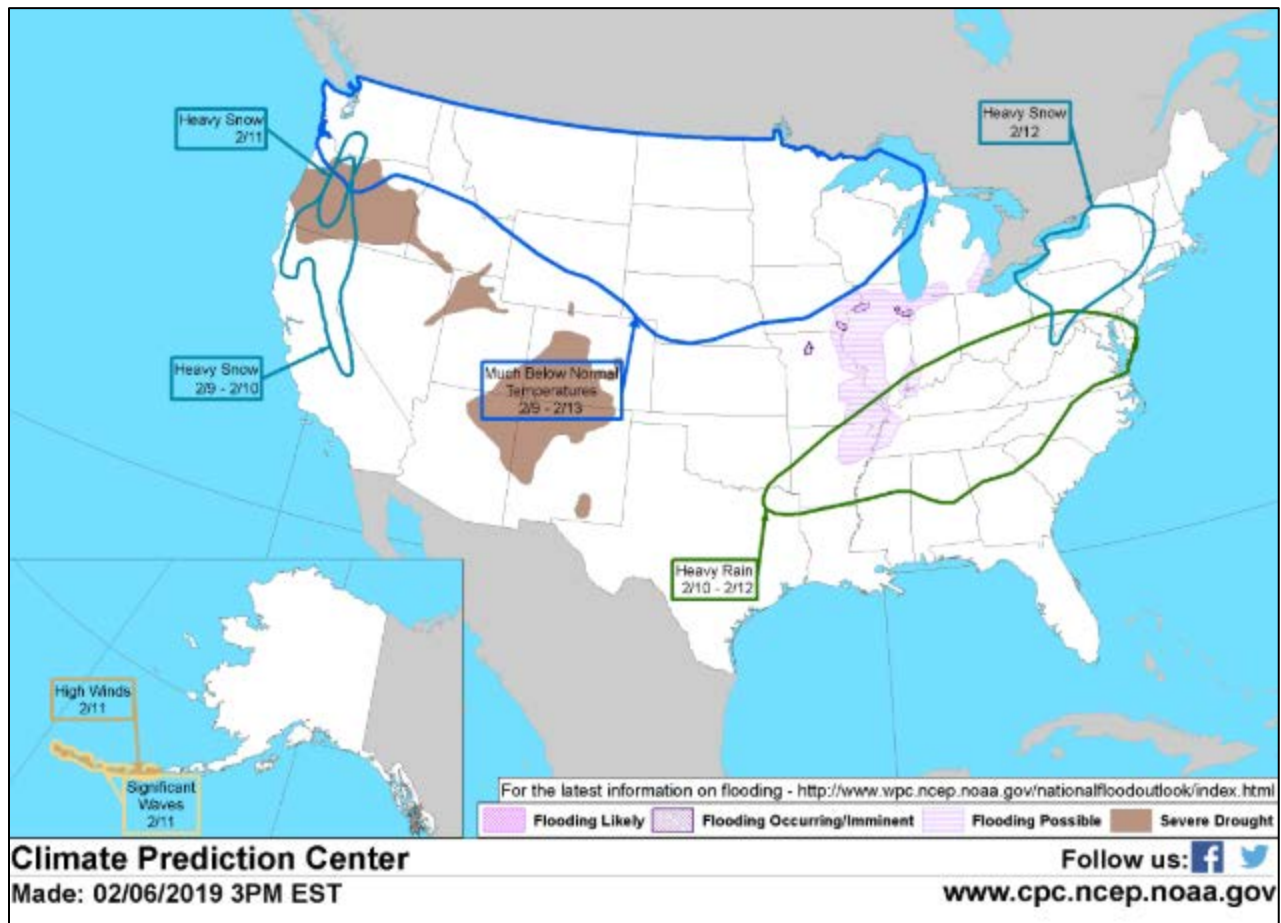 Heavy Snow
2/11
Heavy Snow
2/12
Heavy Snow
2/9 - 2/10
Much Below Normal
Temperatures
2/9 - 2/13
Heavy Rain
2/10 - 2/12
High Winds
2/11
Significant
Waves
2/11
For the latest information on flooding - http://www.wpc.ncep.noaa.gov/nationalfloodoutlook/index.html
Flooding Likely Flooding Occurring/Imminent Flooding Possible Severe Drought
Climate Prediction Center Follow us:
Made: 02/06/2019 3PM EST www.cpc.ncep.noaa.gov